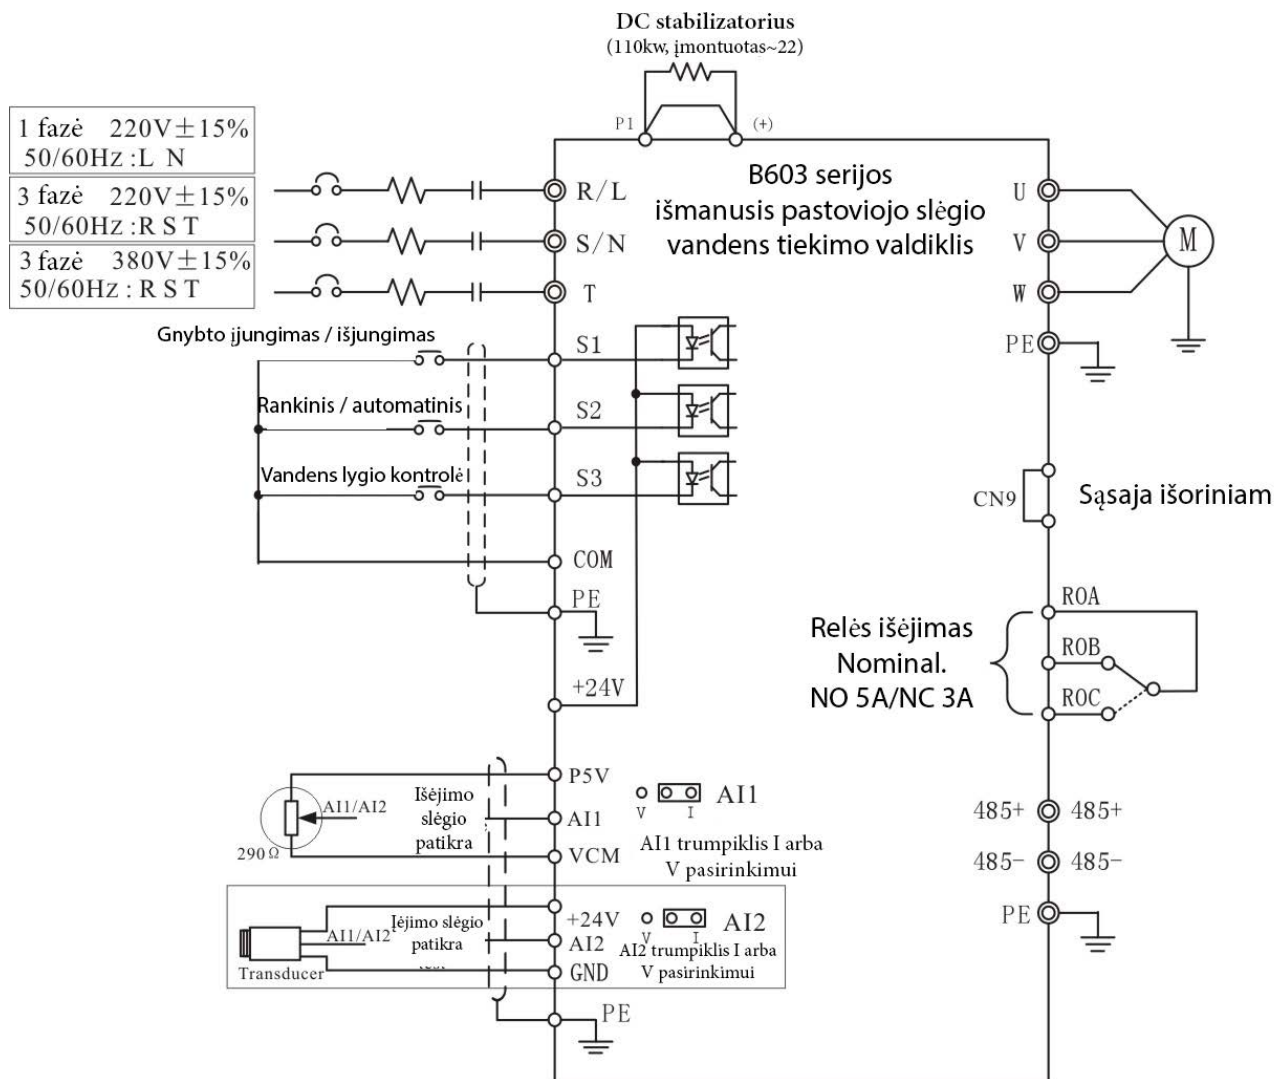 DC stabilizatorius
(110kw, įmontuotas~22)
P1
(+)
1 fazė 220V±15%
50/60Hz :L N
3 fazė 220V±15%
50/60Hz :R S T
3 fazė 380V±15%
50/60Hz : R S T
R/L
S/N
T
B603 serijos
išmanusis pastoviojo slėgio
vandens tiekimo valdiklis
U
V
W
PE
M
Gnybto įjungimas / išjungimas
S1
Rankinis / automatinis
S2
Vandens lygio kontrolė
S3
COM
PE
+24V
CN9
Sąsaja išoriniam
Relės išėjimas
Nominal.
NO 5A/NC 3A
ROA
ROB
ROC
P5V
AI1/AI2
290Ω
Išėjimo
slėgio
patikra
AI1
VCM
V I
AI1
AI1 trumpiklis I arba
V pasirinkimui
485+ 485+
485- 485-
PE
+24V
AI1/AI2
Transducer
Įėjimo slėgio
patikra
AI2
GND
V I
AI2
AI2 trumpiklis I arba
V pasirinkimui
PE